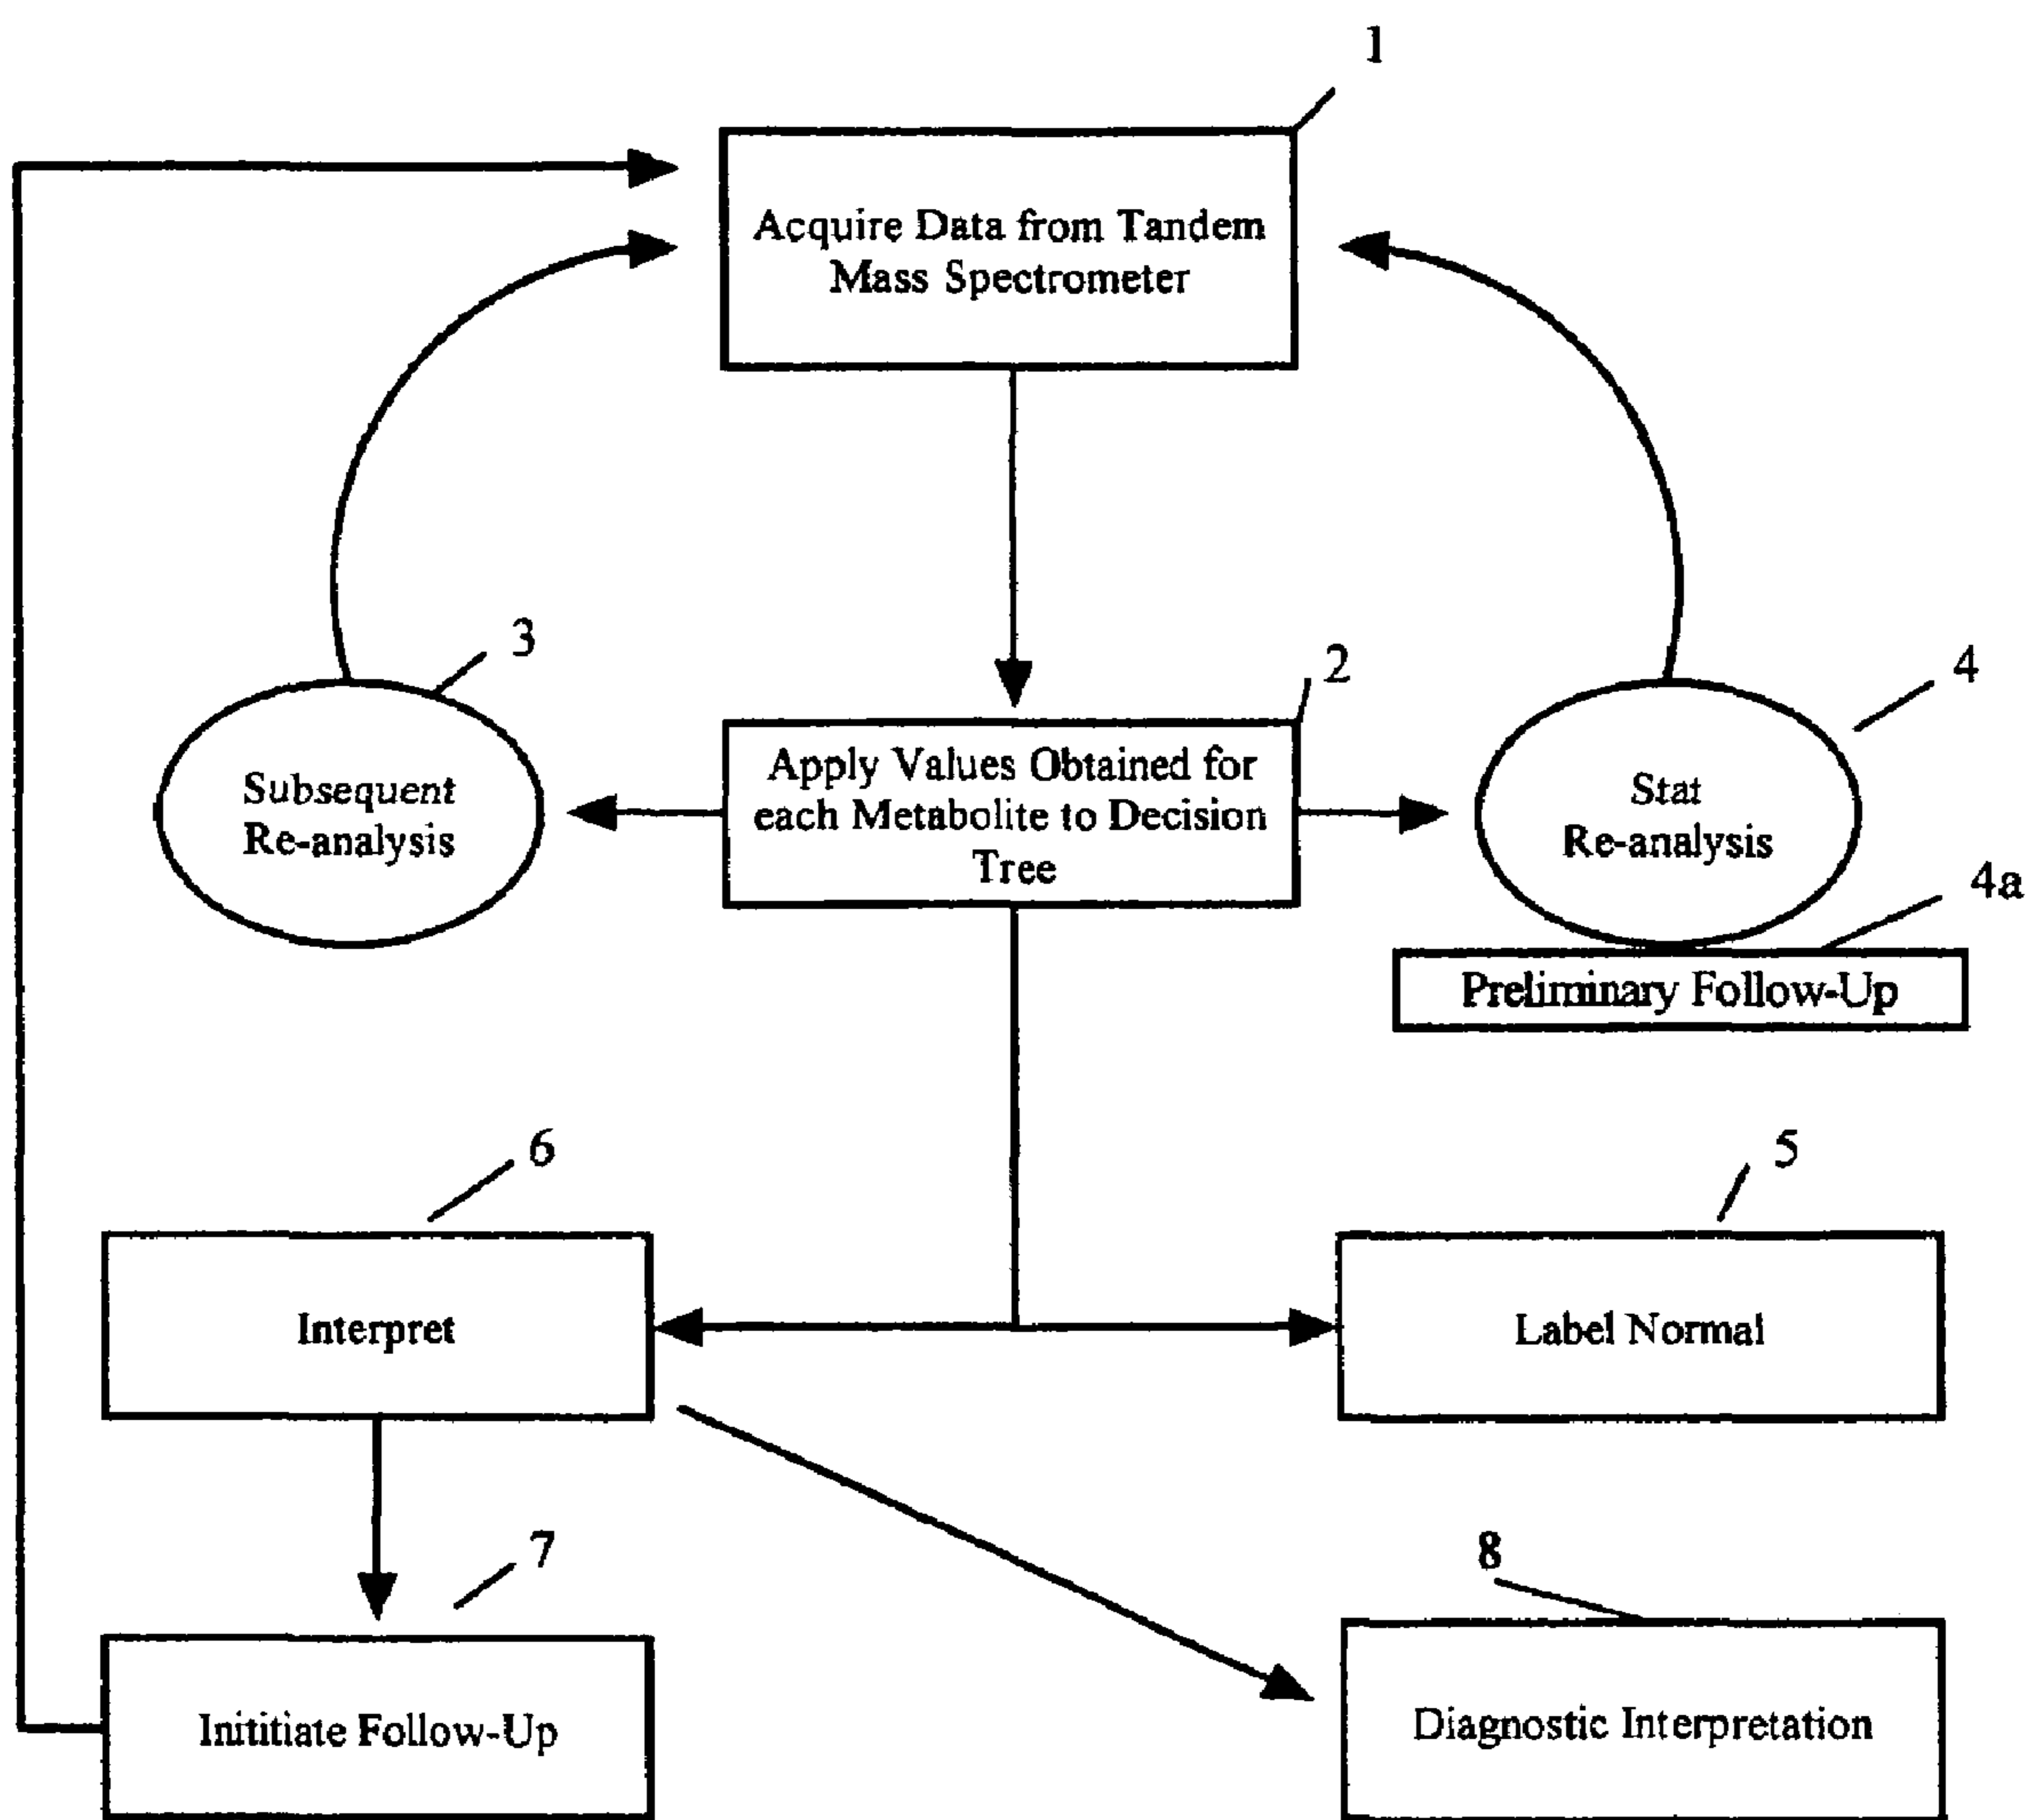 1
Acquire Data from Tandem
Mass Spectrometer
3
2
4
Subsequent
Re-analysis
Apply Values Obtained for
each Metabolite to Decision
Tree
Stat
Re-analysis
4a
Preliminary Follow-Up
6
5
Interpret
Label Normal
7
8
Inititiate Follow-Up
Diagnostic Interpretation